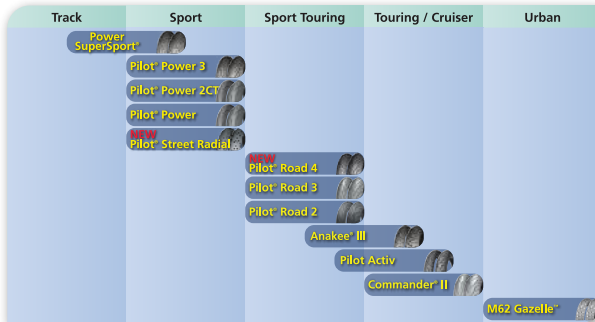 Track Sport Sport Touring Touring / Cruiser Urban
Power
SuperSport®
Pilot® Power 3
Pilot® Power 2CT
Pilot® Power
NEW
Pilot® Street Radial
NEW
Pilot® Road 4
Pilot® Road 3
Pilot® Road 2
Anakee® III
Pilot Activ
Commander® II
M62 Gazelle™